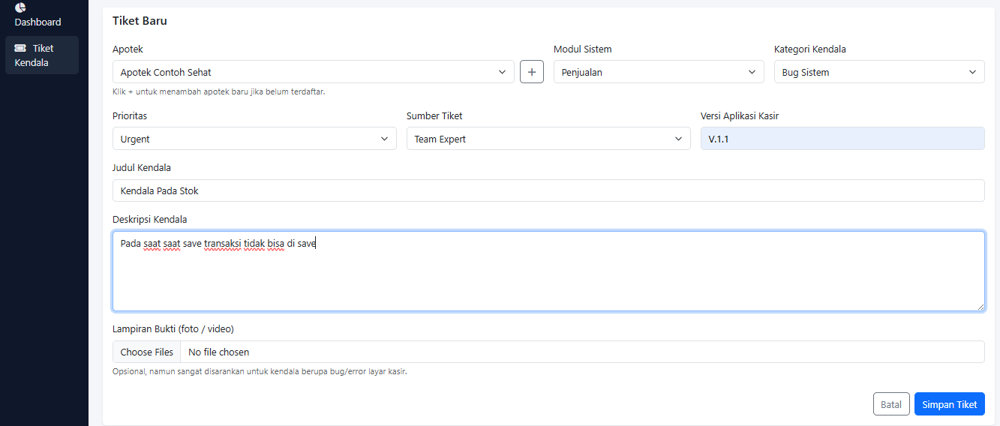 Dashboard
Tiket
Kendala
Tiket Baru
Apotek
Modul Sistem
Kategori Kendala
Apotek Contoh Sehat
+
Penjualan
Bug Sistem
Klik + untuk menambah apotek baru jika belum terdaftar.
Prioritas
Sumber Tiket
Versi Aplikasi Kasir
Urgent
Team Expert
V.1.1
Judul Kendala
Kendala Pada Stok
Deskripsi Kendala
Pada saat saat save transaksi tidak bisa di save
Lampiran Bukti (foto / video)
Choose Files
No file chosen
Opsional, namun sangat disarankan untuk kendala berupa bug/error layar kasir.
Batal
Simpan Tiket